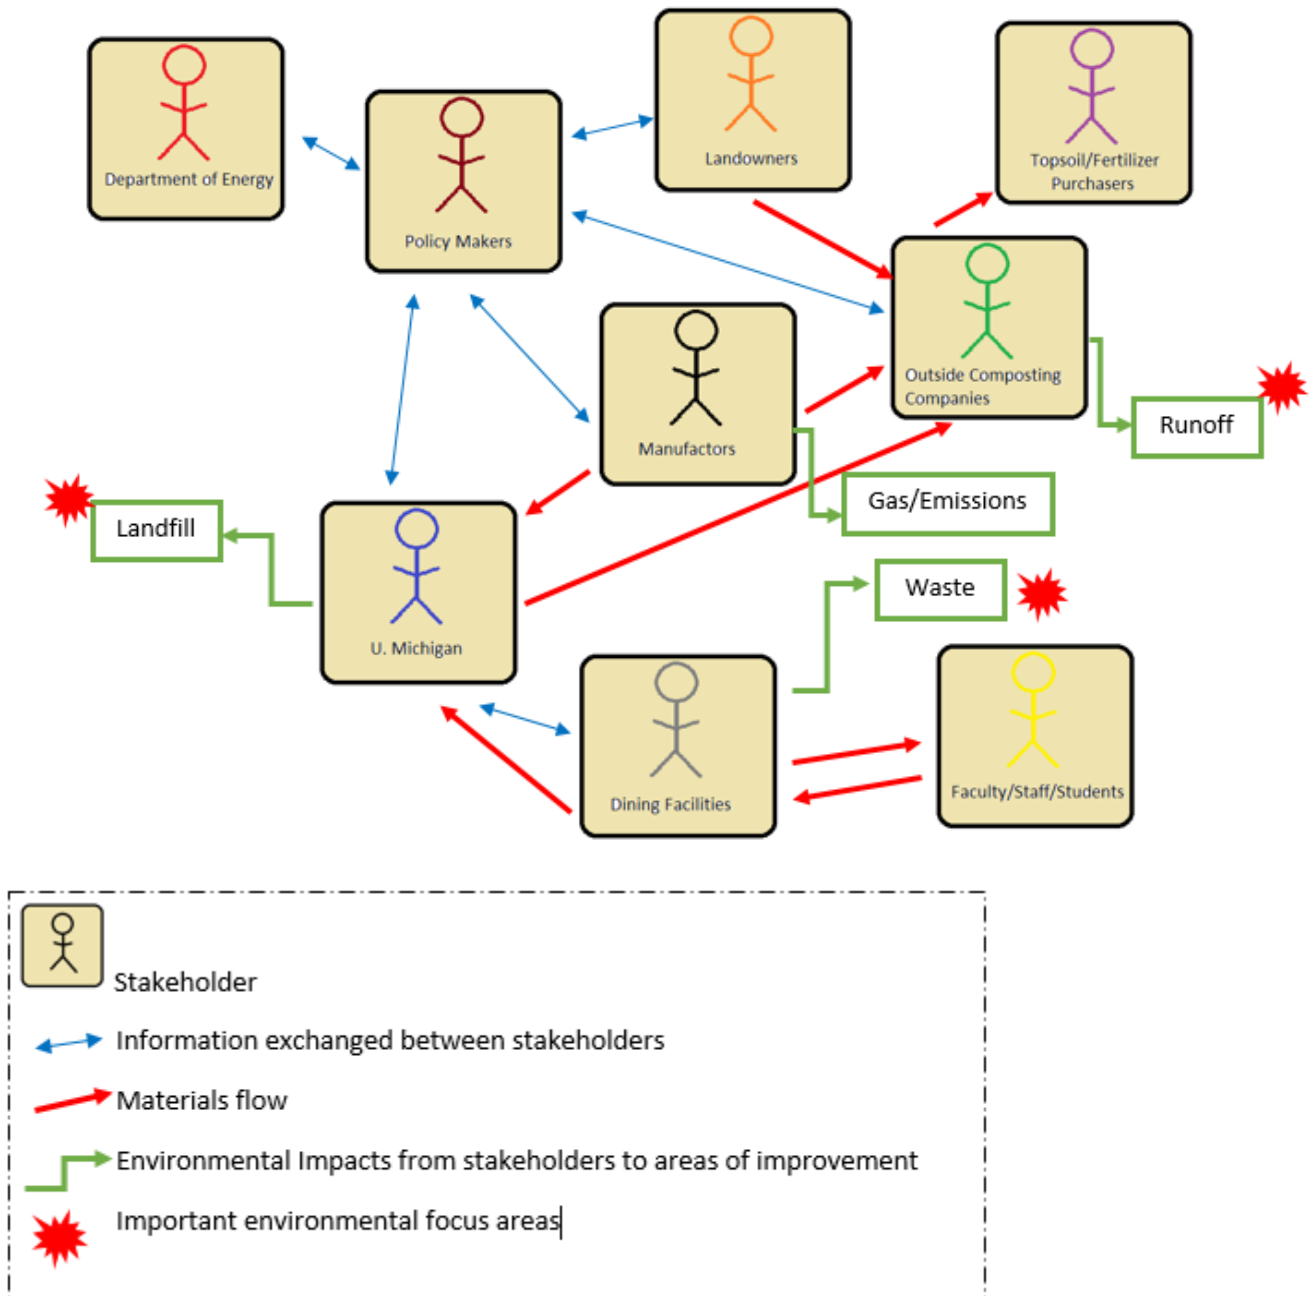 Department of Energy
Policy Makers
Landowners
Topsoil/Fertilizer
Purchasers
Outside Composting
Companies
Manufactors
Runoff
Gas/Emissions
Landfill
Waste
U. Michigan
Dining Facilities
Faculty/Staff/Students
Stakeholder
Information exchanged between stakeholders
Materials flow
Environmental Impacts from stakeholders to areas of improvement
Important environmental focus areas